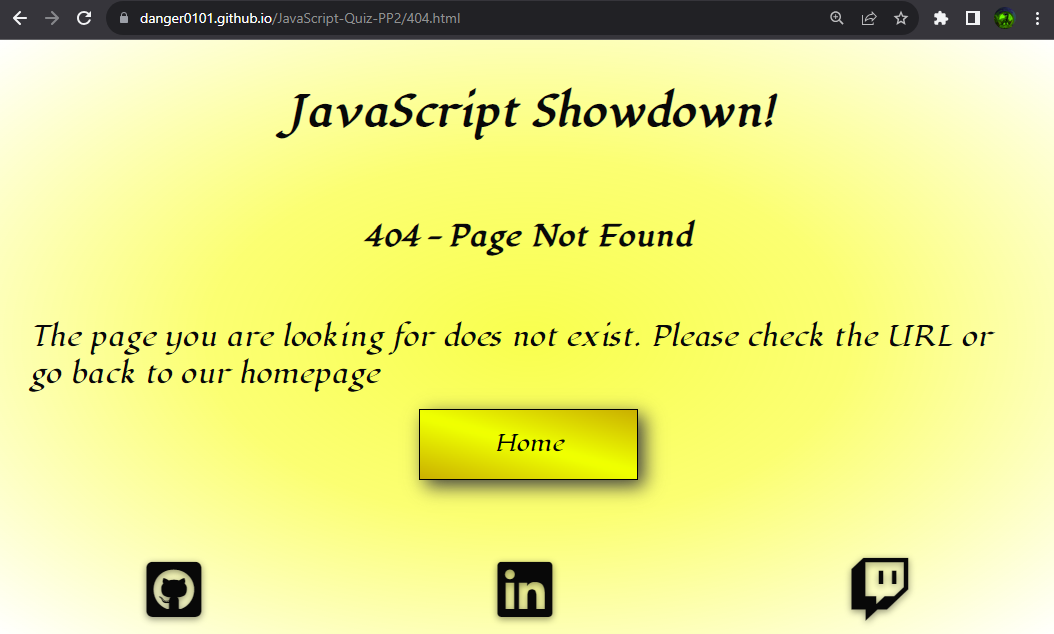 danger0101.github.io/JavaScript-Quiz-PP2/404.html
JavaScript Showdown!
404 - Page Not Found
The page you are looking for does not exist. Please check the URL or
go back to our homepage
Home
in